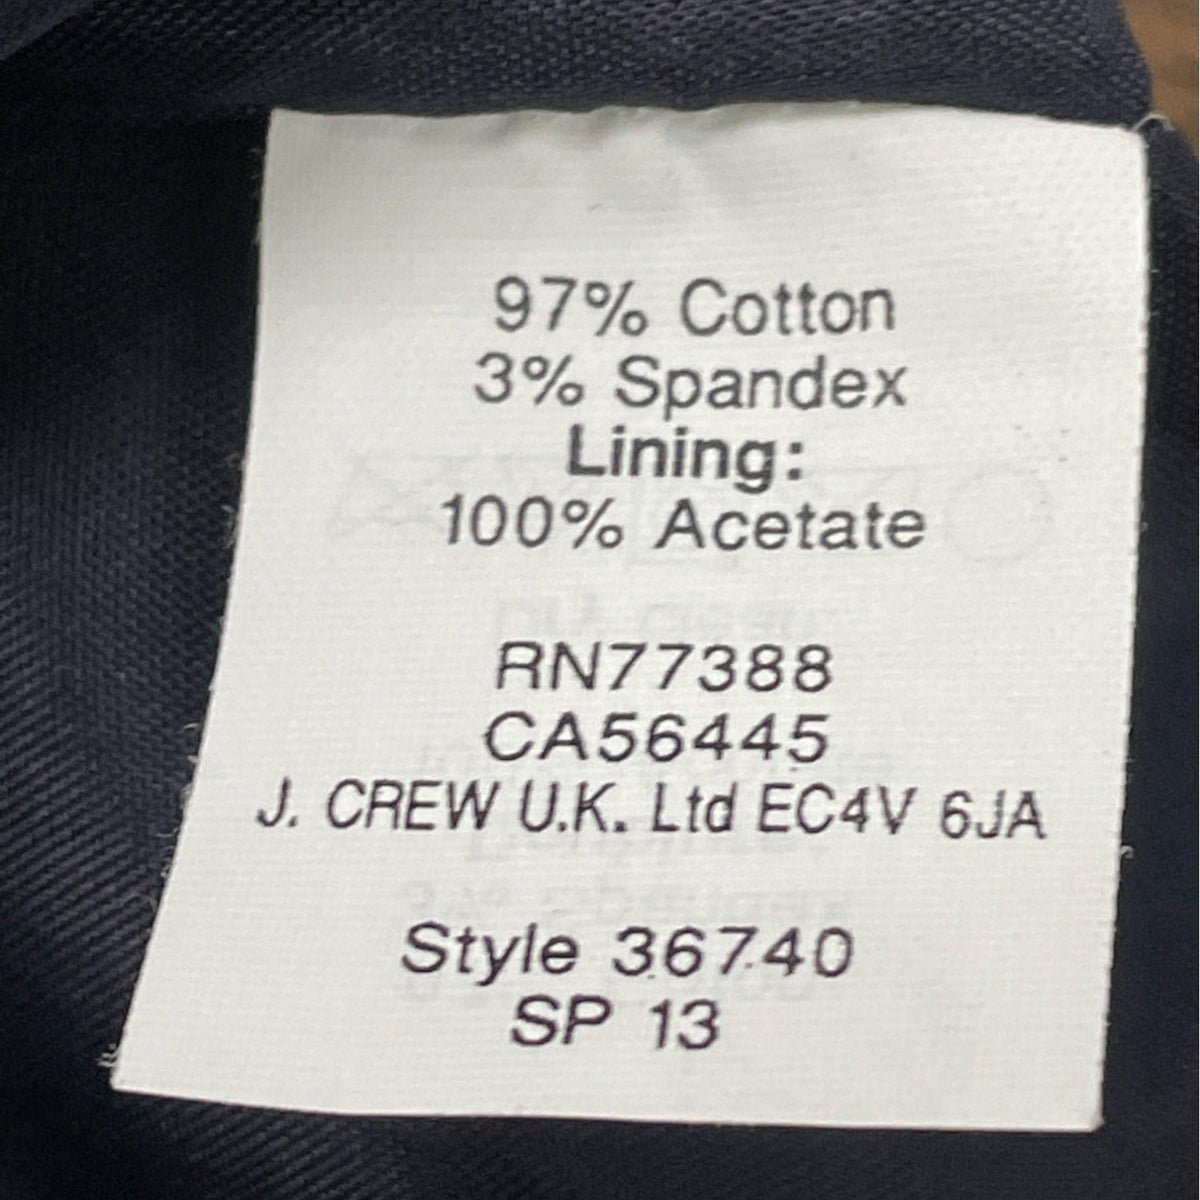 97% Cotton
3% Spandex
Lining:
100% Acetate
RN77388
CA56445
J. CREW U.K. Ltd EC4V 6JA
Style 36740
SP 13